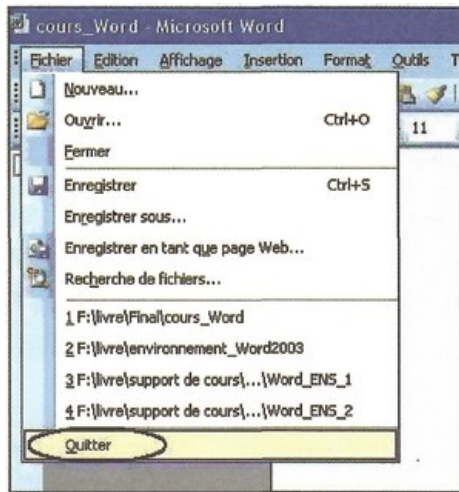 cours_Word - Microsoft Word
Fichier Edition Affichage Insertion Format Outils T
Nouveau...
Ouvrir... Ctrl+O
11
Fermer
Enregistrer Ctrl+S
Enregistrer sous...
Enregistrer en tant que page Web...
Recherche de fichiers...
1 F:\livre\Final\cours_Word
2 F:\livre\environnement_Word2003
3 F:\livre\support de cours\...\Word_ENS_1
4 F:\livre\support de cours\...\Word_ENS_2
Quitter